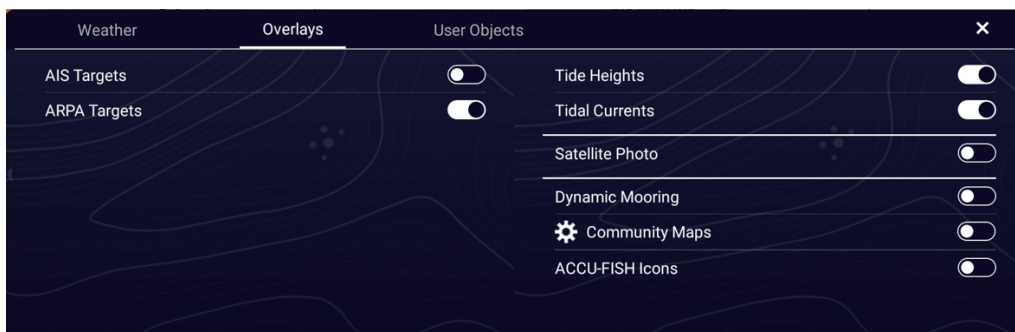 Weather
Overlays
User Objects
AIS Targets
ARPA Targets
Tide Heights
Tidal Currents
Satellite Photo
Dynamic Mooring
Community Maps
ACCU-FISH Icons